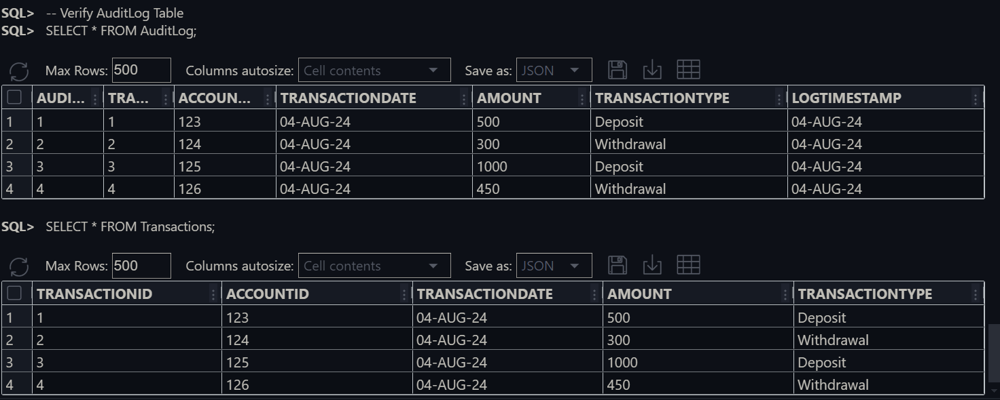 SQL> -- Verify AuditLog Table
SQL> SELECT * FROM AuditLog;
Max Rows: 500 Columns autosize: Cell contents Save as: JSON
AUDI... TRA... ACCOUN... TRANSACTIONDATE AMOUNT TRANSACTIONTYPE LOGTIMESTAMP
1 1 1 123 04-AUG-24 500 Deposit 04-AUG-24
2 2 2 124 04-AUG-24 300 Withdrawal 04-AUG-24
3 3 3 125 04-AUG-24 1000 Deposit 04-AUG-24
4 4 4 126 04-AUG-24 450 Withdrawal 04-AUG-24
SQL> SELECT * FROM Transactions;
Max Rows: 500 Columns autosize: Cell contents Save as: JSON
TRANSACTIONID ACCOUNTID TRANSACTIONDATE AMOUNT TRANSACTIONTYPE
1 1 123 04-AUG-24 500 Deposit
2 2 124 04-AUG-24 300 Withdrawal
3 3 125 04-AUG-24 1000 Deposit
4 4 126 04-AUG-24 450 Withdrawal